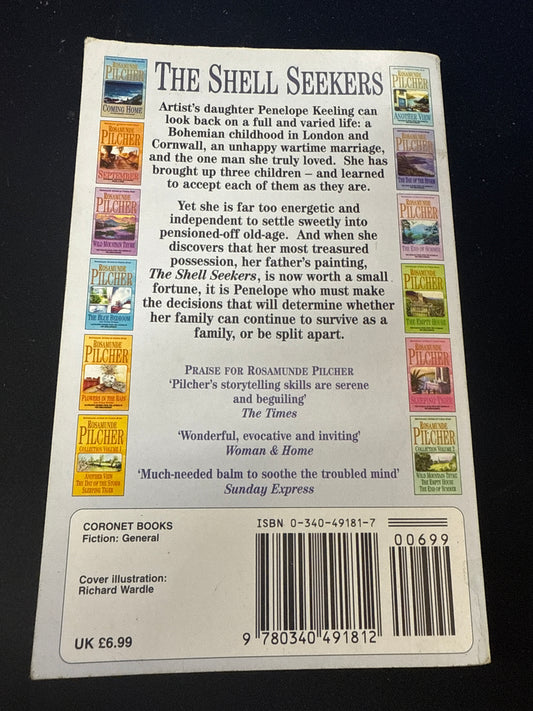 THE SHELL SEEKERS
Artist's daughter Penelope Keeling can
look back on a full and varied life: a
Bohemian childhood in London and
Cornwall, an unhappy wartime marriage,
and the one man she truly loved. She has
brought up three children – and learned
to accept each of them as they are.
Yet she is far too energetic and
independent to settle sweetly into
pensioned-off old-age. And when she
discovers that her most treasured
possession, her father's painting,
The Shell Seekers, is now worth a small
fortune, it is Penelope who must make
the decisions that will determine whether
her family can continue to survive as a
family, or be split apart.
PRAISE FOR ROSAMUNDE PILCHER
'Pilcher's storytelling skills are serene
and beguiling'
The Times
'Wonderful, evocative and inviting'
Woman & Home
'Much-needed balm to soothe the troubled mind'
Sunday Express
ROSAMUNDE
PILCHER
COMING HOME
ROSAMUNDE
PILCHER
SEPTEMBER
ROSAMUNDE
PILCHER
WILD MOUNTAIN THYME
ROSAMUNDE
PILCHER
THE BLUE BEDROOM
ROSAMUNDE
PILCHER
FLOWERS IN THE RAIN
ROSAMUNDE
PILCHER
COLLECTION VOLUME 1
ANOTHER VIEW
THE DAY OF THE STORM
SLEEPING TIGER
ROSAMUNDE
PILCHER
ANOTHER VIEW
ROSAMUNDE
PILCHER
THE DAY OF THE STORM
ROSAMUNDE
PILCHER
THE END OF SUMMER
ROSAMUNDE
PILCHER
THE EMPTY HOUSE
ROSAMUNDE
PILCHER
SLEEPING TIGER
ROSAMUNDE
PILCHER
COLLECTION VOLUME 2
WILD MOUNTAIN THYME
THE EMPTY HOUSE
THE END OF SUMMER
CORONET BOOKS
Fiction: General
Cover illustration:
Richard Wardle
UK £6.99
ISBN 0-340-49181-7
00699
9 780340 491812